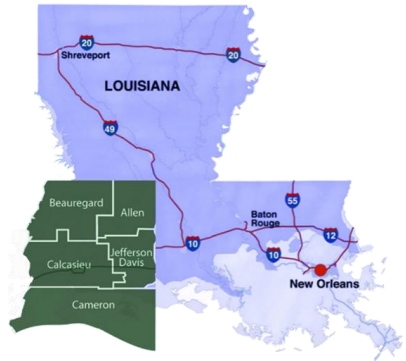 20
Shreveport
20
LOUISIANA
49
Beauregard
Allen
55
Baton
Rouge
12
Calcasieu
Jefferson
Davis
10
10
New Orleans
Cameron